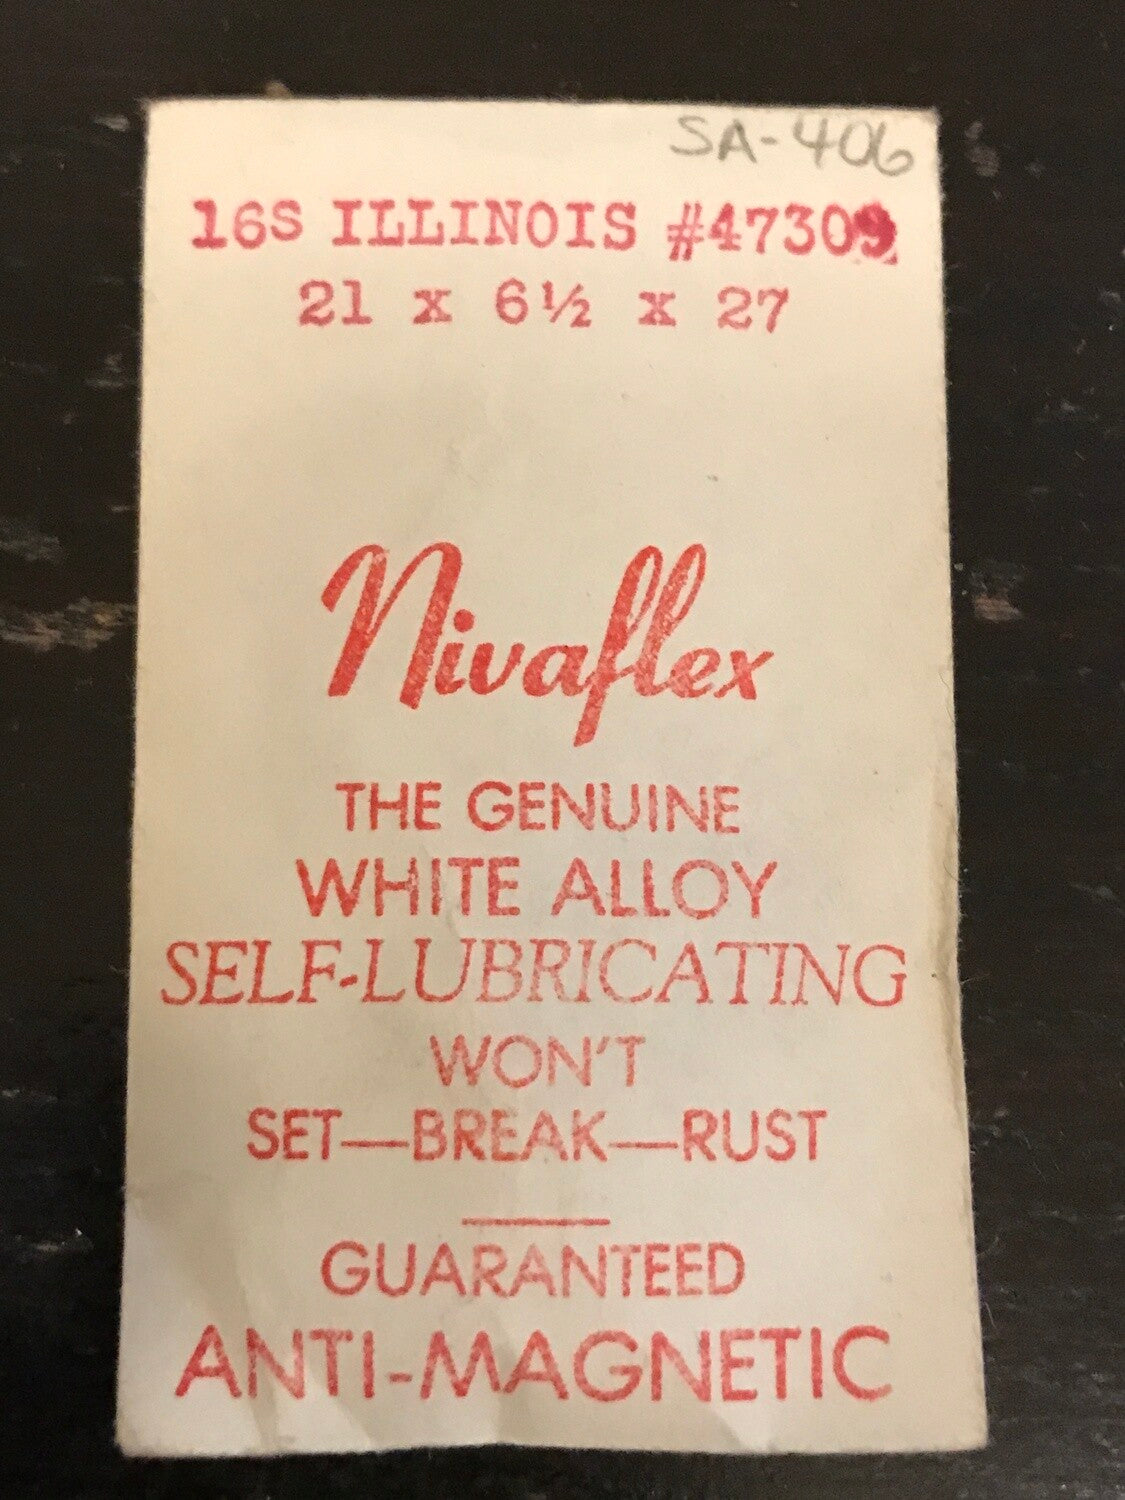 SA-406
16S ILLINOIS #47309
21 x 6½ x 27
Nivaflex
THE GENUINE
WHITE ALLOY
SELF-LUBRICATING
WON'T
SET—BREAK—RUST
GUARANTEED
ANTI-MAGNETIC